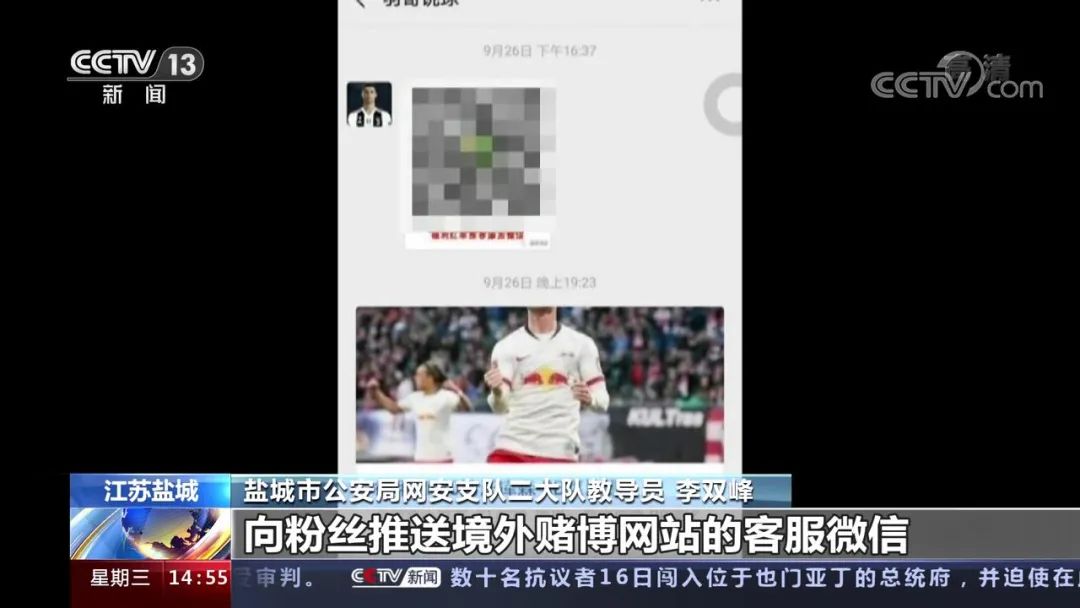 CCTV 13
新闻
高清
CCTV.com
9月26日 下午16:37
9月26日 晚上19:23
KULTree
江苏盐城
盐城市公安局网安支队二大队教导员 李双峰
向粉丝推送境外赌博网站的客服微信
星期三 14:55
受审判。 CCTV新闻 数十名抗议者16日闯入位于也门亚丁的总统府，并迫使在